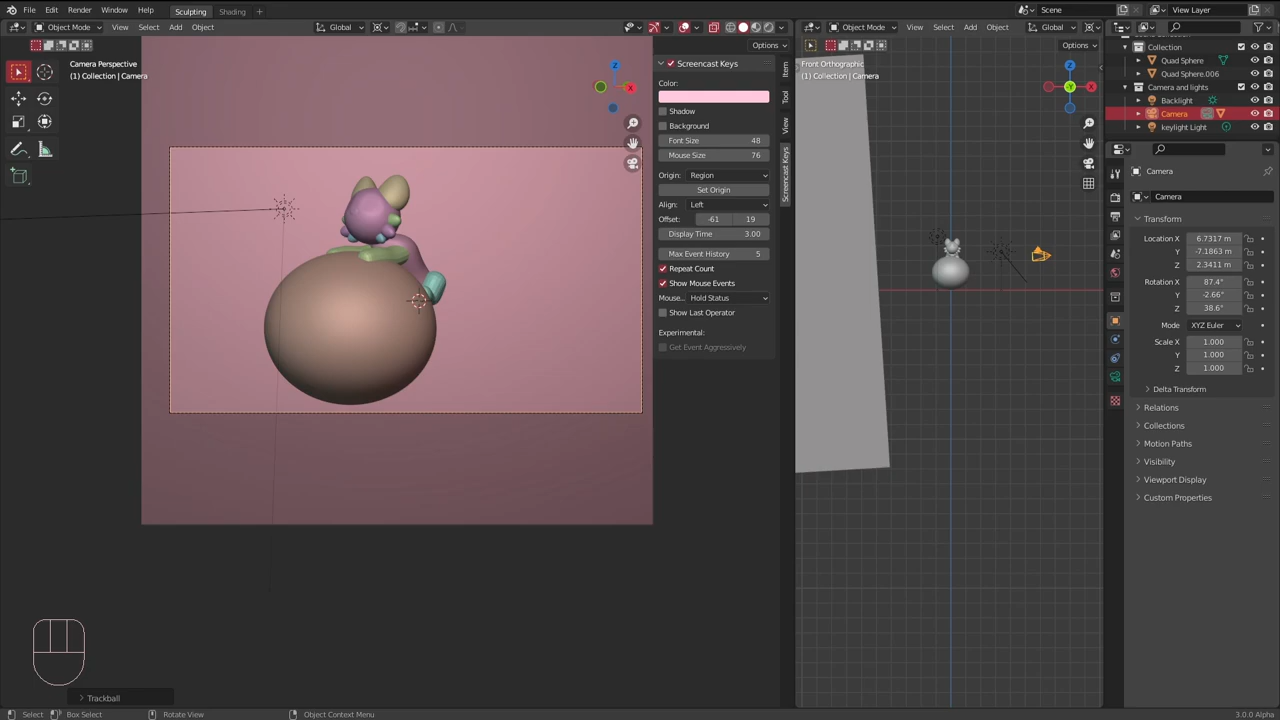 File Edit Render Window Help Sculpting Shading + Scene View Layer
Object Mode View Select Add Object Global Object Mode View Select Add Object Global
Options Options
Camera Perspective
(1) Collection | Camera
Z
X
Screencast Keys
Color:
Shadow
Background
Font Size 48
Mouse Size 76
Origin: Region
Set Origin
Align: Left
Offset: -61 19
Display Time 3.00
Max Event History 5
Repeat Count
Show Mouse Events
Mouse... Hold Status
Show Last Operator
Experimental:
Get Event Aggressively
Item
Tool
View
Screencast Keys
Front Orthographic
(1) Collection | Camera
Z
-Y
X
Collection
Quad Sphere
Quad Sphere.006
Camera and lights
Backlight
Camera
keylight Light
Camera
Camera
Transform
Location X 6.7317 m
Y -7.1863 m
Z 2.3411 m
Rotation X 87.4°
Y -2.66°
Z 38.6°
Mode XYZ Euler
Scale X 1.000
Y 1.000
Z 1.000
Delta Transform
Relations
Collections
Motion Paths
Visibility
Viewport Display
Custom Properties
Trackball
Select Box Select Rotate View Object Context Menu 3.0.0 Alpha